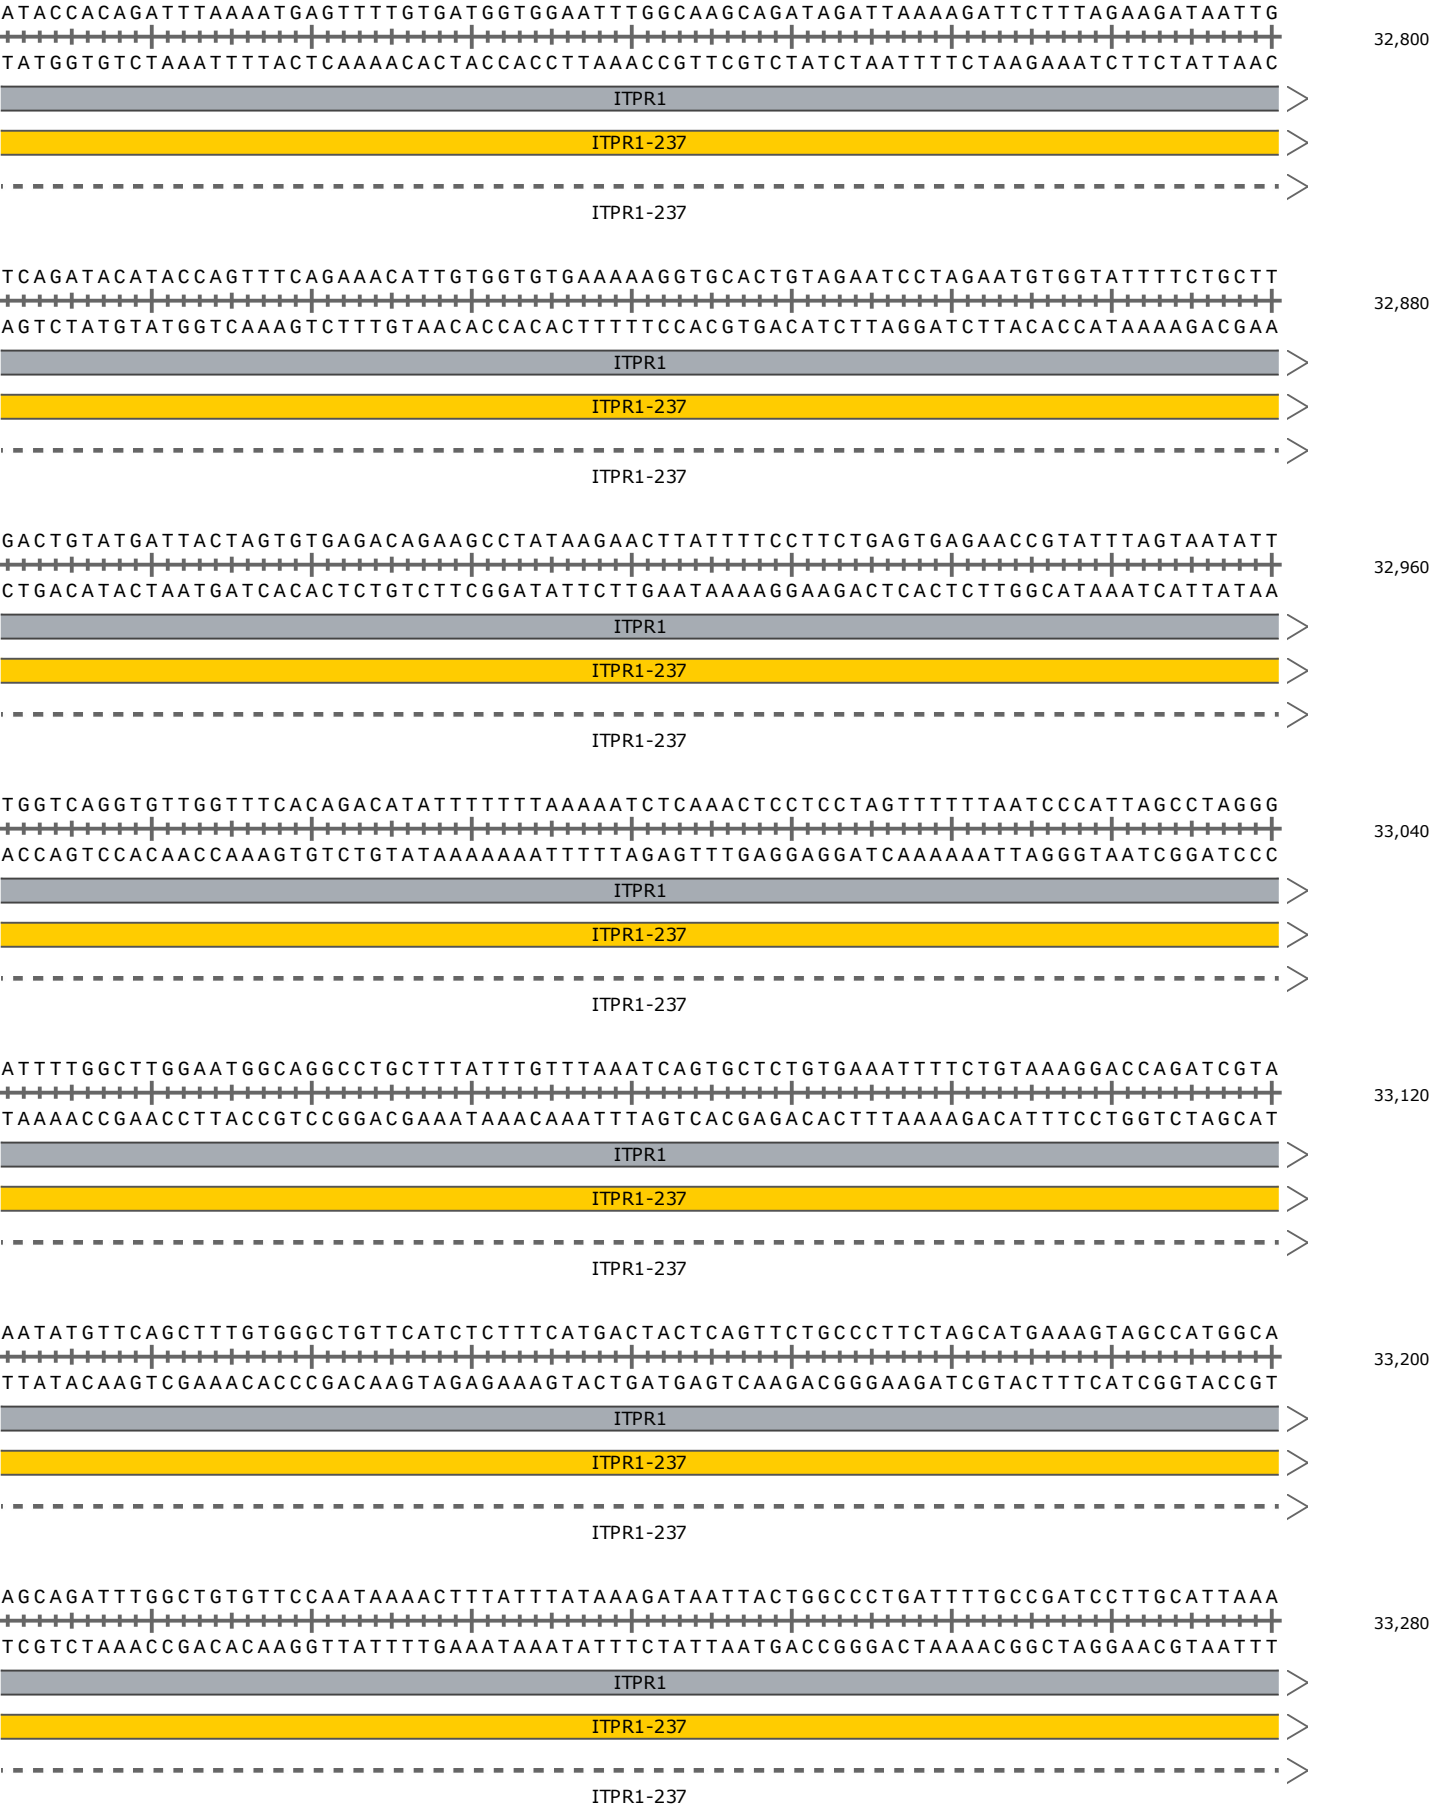 ATACCACAGATTTAAAATGAGTTTTGTGATGGTGGAATTTGGCAAGCAGATAGATTAAAAGATTCTTTAGAAGATAATTG
32,800
TATGGTGTCTAAATTTTACTCAAAACACTACCACCTTAAACCGTTCGTCTATCTAATTTTCTAAGAAATCTTCTATTAAC
ITPR1
ITPR1-237
ITPR1-237
TCAGATACATACCAGTTTCAGAAACATTGTGGTGTGAAAAAGGTGCACTGTAGAATCCTAGAATGTGGTATTTTCTGCTT
32,880
AGTCTATGTATGGTCAAAGTCTTTGTAACACCACACTTTTTCCACGTGACATCTTAGGATCTTACACCATAAAAGACGAA
ITPR1
ITPR1-237
ITPR1-237
GACTGTATGATTACTAGTGTGAGACAGAAGCCTATAAGAACTTATTTTCCTTCTGAGTGAGAACCGTATTTAGTAATATT
32,960
CTGACATACTAATGATCACACTCTGTCTTCGGATATTCTTGAATAAAAGGAAGACTCACTCTTGGCATAAATCATTATAA
ITPR1
ITPR1-237
ITPR1-237
TGGTCAGGTGTTGGTTTCACAGACATATTTTTTTAAAAATCTCAAACTCCTCCTAGTTTTTTAATCCCATTAGCCTAGGG
33,040
ACCAGTCCACAACCAAAGTGTCTGTATAAAAAAATTTTTAGAGTTTGAGGAGGATCAAAAAATTAGGGTAATCGGATCCC
ITPR1
ITPR1-237
ITPR1-237
ATTTTGGCTTGGAATGGCAGGCCTGCTTTATTTGTTTAAATCAGTGCTCTGTGAAATTTTCTGTAAAGGACCAGATCGTA
33,120
TAAAACCGAACCTTACCGTCCGGACGAAATAAACAAATTTAGTCACGAGACACTTTAAAAGACATTTCCTGGTCTAGCAT
ITPR1
ITPR1-237
ITPR1-237
AATATGTTCAGCTTTGTGGGCTGTTCATCTCTTTCATGACTACTCAGTTCTGCCCTTCTAGCATGAAAGTAGCCATGGCA
33,200
TTATACAAGTCGAAACACCCGACAAGTAGAGAAAGTACTGATGAGTCAAGACGGGAAGATCGTACTTTCATCGGTACCGT
ITPR1
ITPR1-237
ITPR1-237
AGCAGATTTGGCTGTGTTCCAATAAAACTTTATTTATAAAGATAATTACTGGCCCTGATTTTGCCGATCCTTGCATTAAA
33,280
TCGTCTAAACCGACACAAGGTTATTTTGAAATAAATATTTCTATTAATGACCGGGACTAAAACGGCTAGGAACGTAATTT
ITPR1
ITPR1-237
ITPR1-237